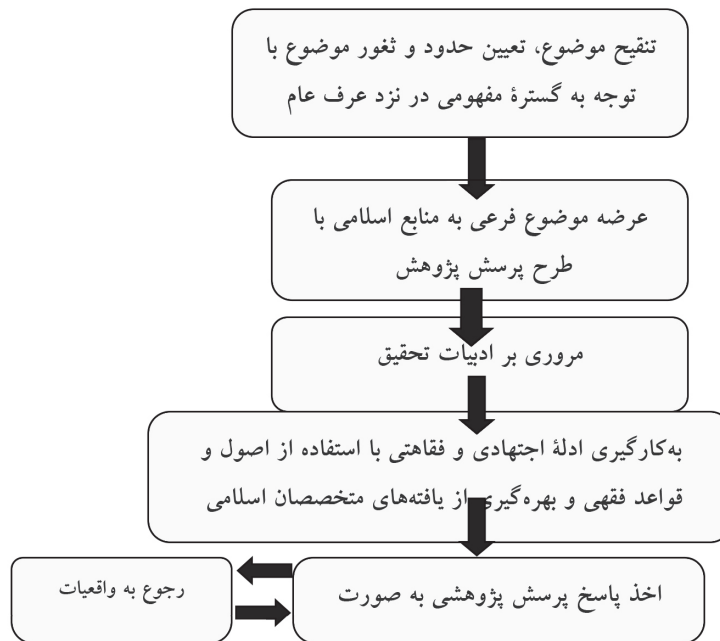 تنقیح موضوع، تعیین حدود و ثغور موضوع با
توجه به گسترهٔ مفهومی در نزد عرف عام
عرضه موضوع فرعی به منابع اسلامی با
طرح پرسش پژوهش
مروری بر ادبیات تحقیق
به‌کارگیری ادلهٔ اجتهادی و فقاهتی با استفاده از اصول و
قواعد فقهی و بهره‌گیری از یافته‌های متخصصان اسلامی
اخذ پاسخ پرسش پژوهشی به صورت
رجوع به واقعیات